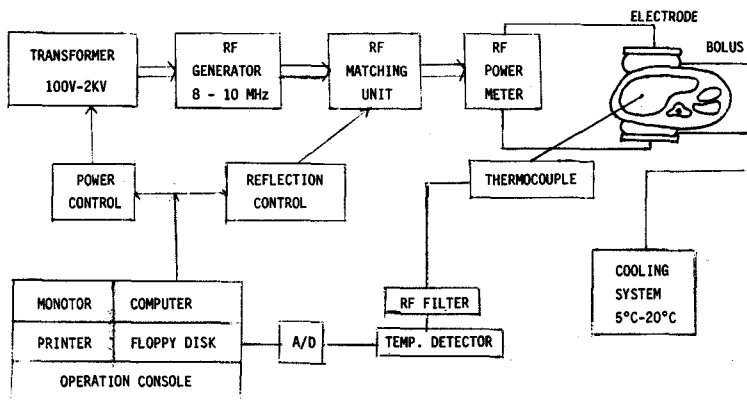 ELECTRODE
BOLUS
TRANSFORMER
100V-2KV
RF
GENERATOR
8 - 10 MHz
RF
MATCHING
UNIT
RF
POWER
METER
POWER
CONTROL
REFLECTION
CONTROL
THERMOCOUPLE
COOLING
SYSTEM
5°C-20°C
MONOTOR
COMPUTER
PRINTER
FLOPPY DISK
OPERATION CONSOLE
A/D
RF FILTER
TEMP. DETECTOR